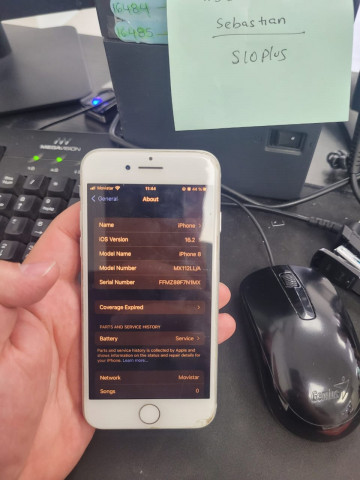 16484
16485
Sebastian
S10Plus
MEGAVISION
Movistar 11:44
General About
Name iPhone
iOS Version 16.2
Model Name iPhone 8
Model Number MX112LL/A
Serial Number FFMZ88F7M1MX
Coverage Expired
PARTS AND SERVICE HISTORY
Battery Service
Parts and service history is collected by Apple and
shows information on the status and repair details for
your iPhone. Learn more...
Network Movistar
Songs 0
Genius